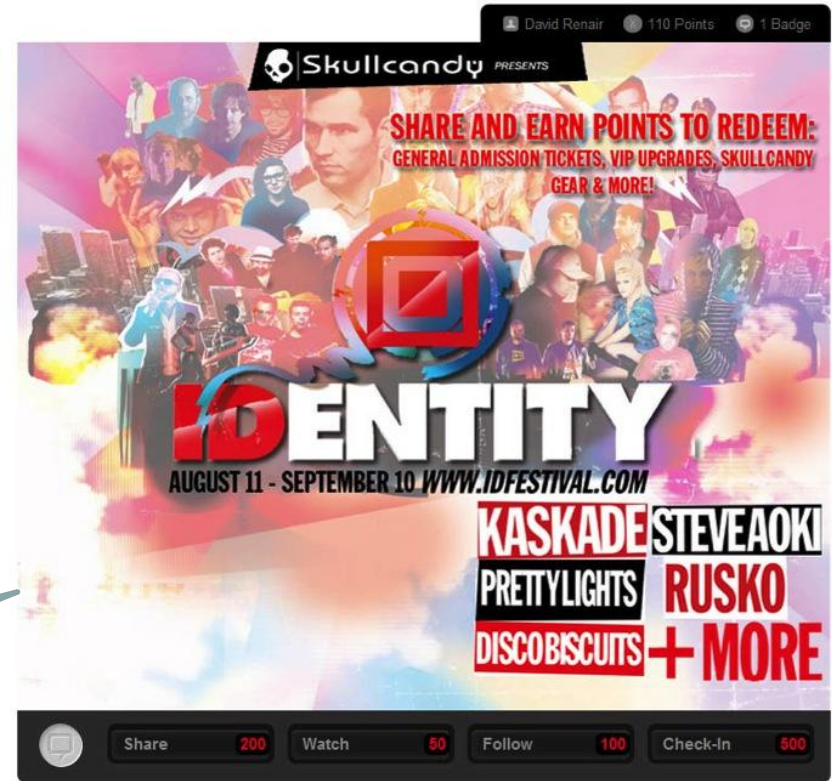 David Renair 110 Points 1 Badge
Skullcandy PRESENTS
SHARE AND EARN POINTS TO REDEEM:
GENERAL ADMISSION TICKETS, VIP UPGRADES, SKULLCANDY
GEAR & MORE!
IDENTITY
AUGUST 11 - SEPTEMBER 10 WWW.IDFESTIVAL.COM
KASKADE STEVEAOKI
PRETTYLIGHTS RUSKO
DISCOBISCUITS + MORE
Share 200 Watch 50 Follow 100 Check-In 500